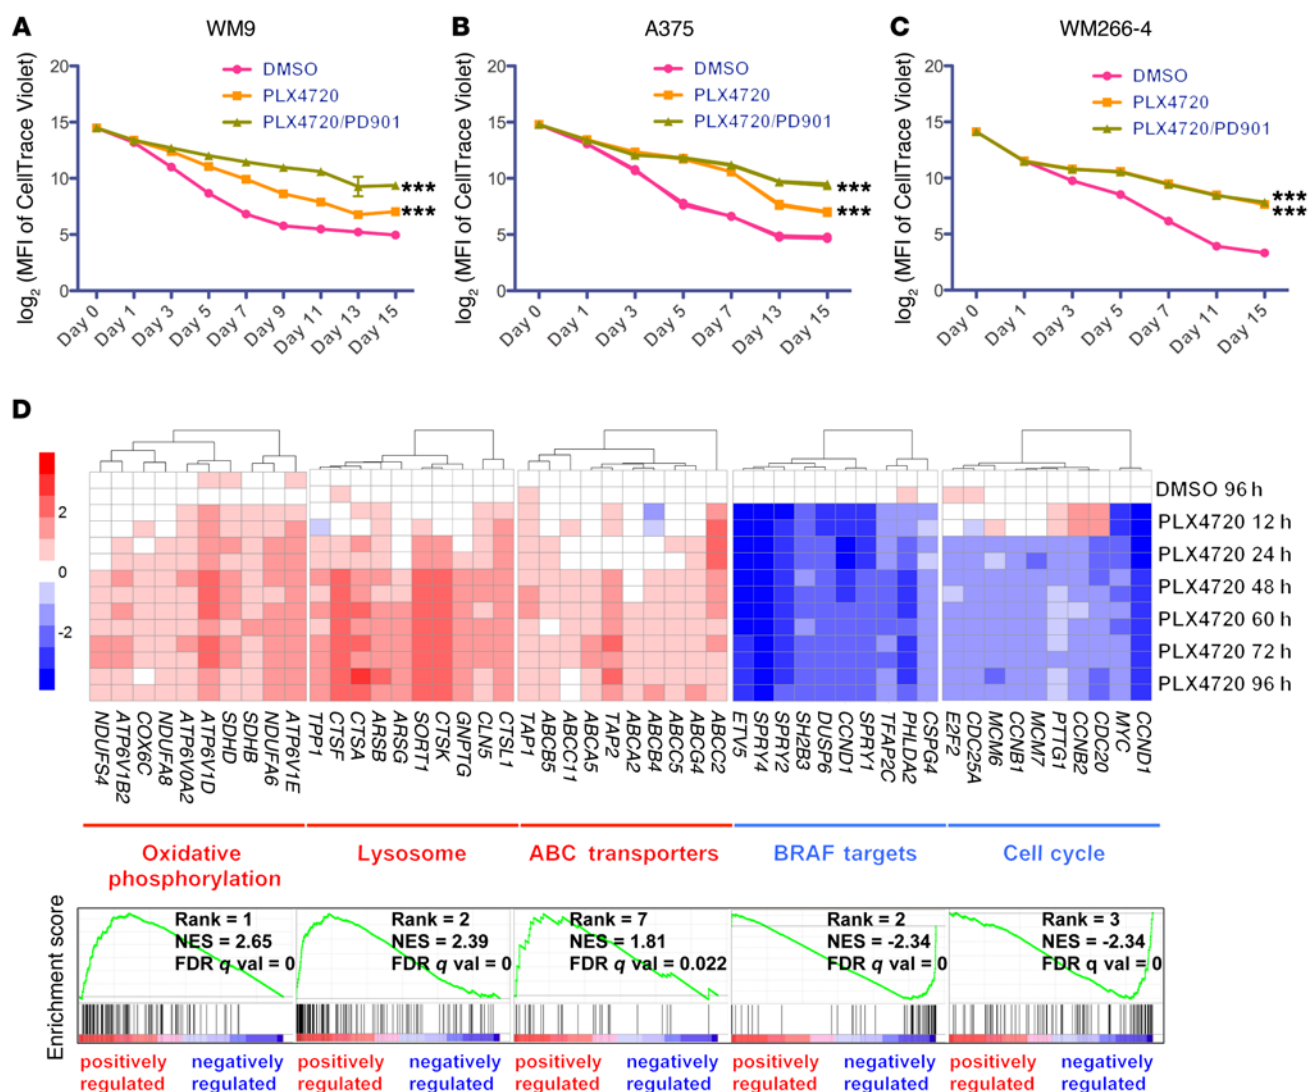 A
WM9
log2 (MFI of CellTrace Violet)
20
15
10
5
0
DMSO
PLX4720
PLX4720/PD901
***
***
Day 0
Day 1
Day 3
Day 5
Day 7
Day 9
Day 11
Day 13
Day 15
B
A375
log2 (MFI of CellTrace Violet)
20
15
10
5
0
DMSO
PLX4720
PLX4720/PD901
***
***
Day 0
Day 1
Day 3
Day 5
Day 7
Day 13
Day 15
C
WM266-4
log2 (MFI of CellTrace Violet)
20
15
10
5
0
DMSO
PLX4720
PLX4720/PD901
***
***
Day 0
Day 1
Day 3
Day 5
Day 7
Day 11
Day 15
D
2
0
-2
DMSO 96 h
PLX4720 12 h
PLX4720 24 h
PLX4720 48 h
PLX4720 60 h
PLX4720 72 h
PLX4720 96 h
NDUFS4
ATP6V1B2
COX6C
NDUFA8
ATP6V0A2
ATP6V1D
SDHD
SDHB
NDUFA6
ATP6V1E
TPP1
CTSF
CTSA
ARSB
ARSG
SORT1
CTSK
GNPTG
CLN5
CTSL1
TAP1
ABCB5
ABCC11
ABCA5
TAP2
ABCA2
ABCB4
ABCC5
ABCG4
ABCC2
ETV5
SPRY4
SPRY2
SH2B3
DUSP6
CCND1
SPRY1
TFAP2C
PHLDA2
CSPG4
E2F2
CDC25A
MCM6
CCNB1
MCM7
PTTG1
CCNB2
CDC20
MYC
CCND1
Oxidative
phosphorylation
Lysosome
ABC transporters
BRAF targets
Cell cycle
Enrichment score
Rank = 1
NES = 2.65
FDR q val = 0
positively
regulated
negatively
regulated
Rank = 2
NES = 2.39
FDR q val = 0
positively
regulated
negatively
regulated
Rank = 7
NES = 1.81
FDR q val = 0.022
positively
regulated
negatively
regulated
Rank = 2
NES = -2.34
FDR q val = 0
positively
regulated
negatively
regulated
Rank = 3
NES = -2.34
FDR q val = 0
positively
regulated
negatively
regulated